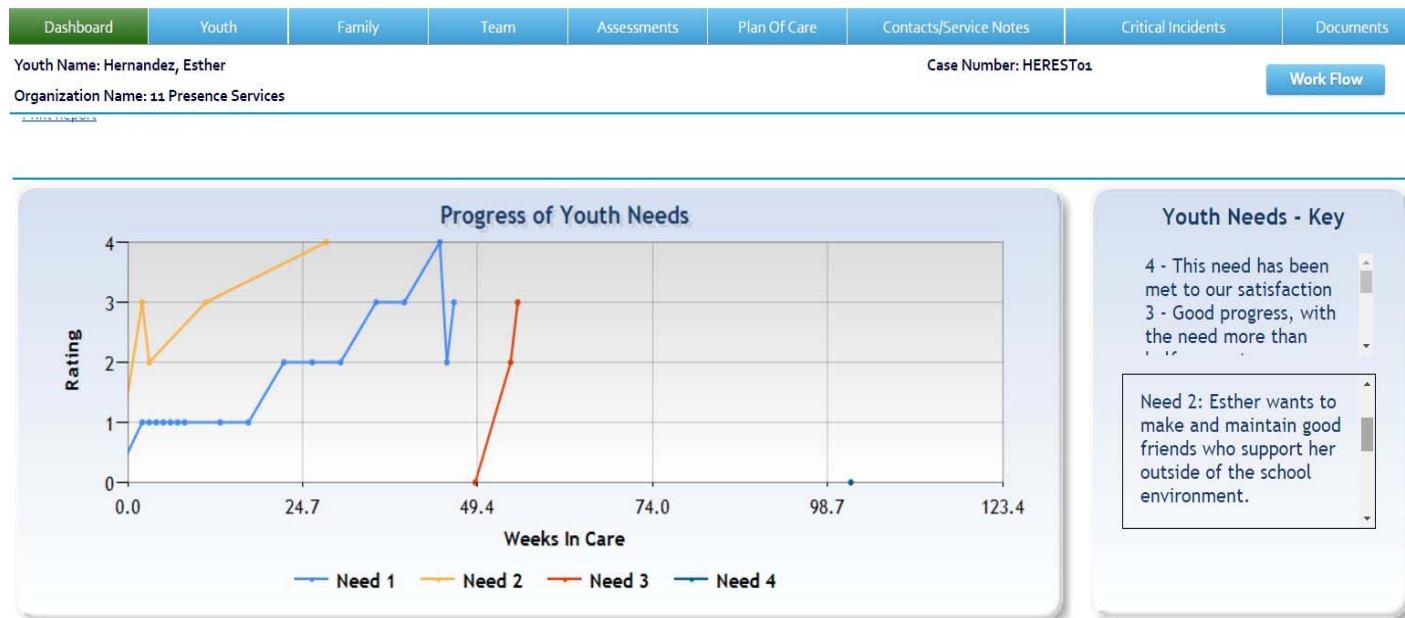 Dashboard Youth Family Team Assessments Plan Of Care Contacts/Service Notes Critical Incidents Documents
Youth Name: Hernandez, Esther Case Number: HEREST01
Work Flow
Organization Name: 11 Presence Services
Print Report
Progress of Youth Needs
4
3
2
1
0
Rating
0.0 24.7 49.4 74.0 98.7 123.4
Weeks In Care
Need 1 Need 2 Need 3 Need 4
Youth Needs - Key
4 - This need has been
met to our satisfaction
3 - Good progress, with
the need more than
Need 2: Esther wants to
make and maintain good
friends who support her
outside of the school
environment.